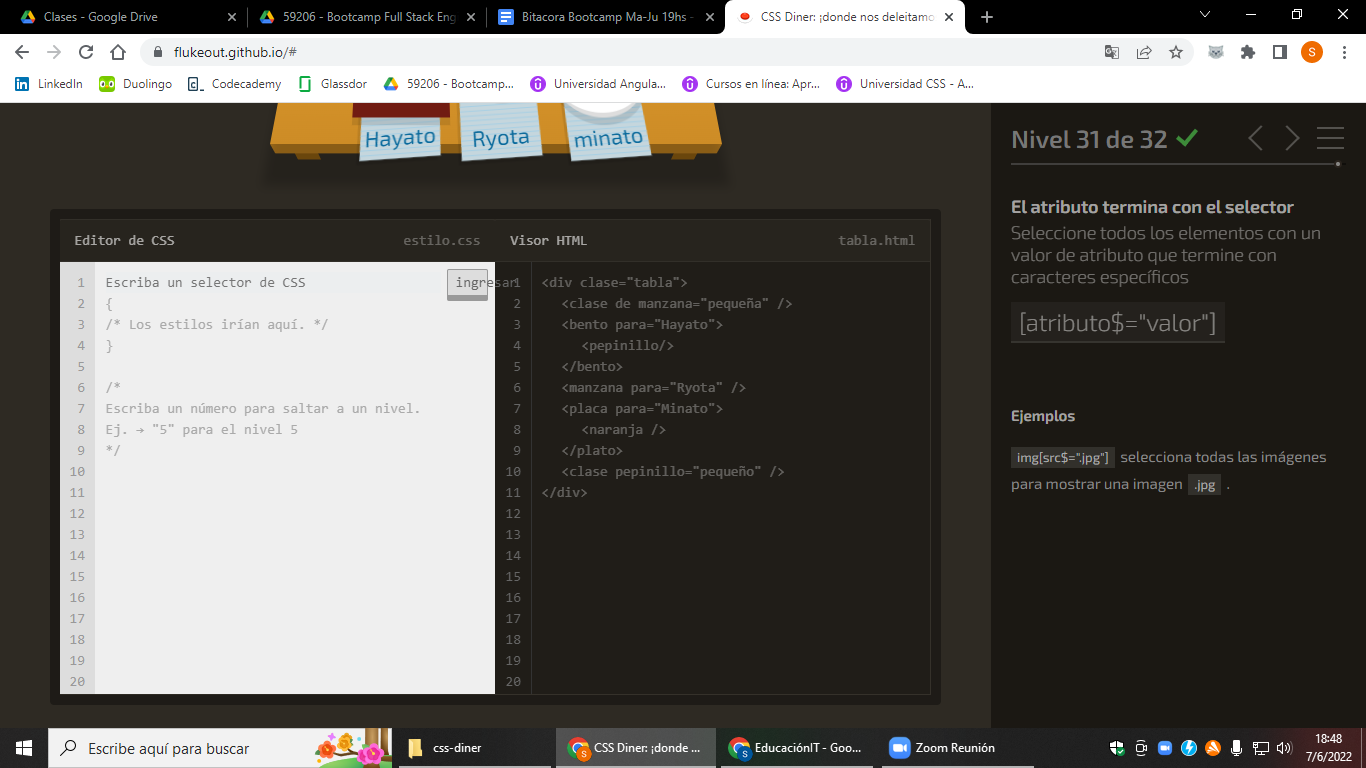 Clases - Google Drive
59206 - Bootcamp Full Stack Eng
Bitacora Bootcamp Ma-Ju 19hs -
CSS Diner: ¡donde nos deleitamo
flukeout.github.io/#
S
LinkedIn
Duolingo
Codecademy
Glassdor
59206 - Bootcamp...
Universidad Angula...
Cursos en línea: Apr...
Universidad CSS - A...
Hayato
Ryota
minato
Nivel 31 de 32
El atributo termina con el selector
Seleccione todos los elementos con un
valor de atributo que termine con
caracteres específicos
[atributo$="valor"]
Ejemplos
img[src$=".jpg"] selecciona todas las imágenes
para mostrar una imagen .jpg .
Editor de CSS
estilo.css
1 Escriba un selector de CSS
ingresar
2 {
3 /* Los estilos irían aquí. */
4 }
5
6 /*
7 Escriba un número para saltar a un nivel.
8 Ej. → "5" para el nivel 5
9 */
10
11
12
13
14
15
16
17
18
19
20
Visor HTML
tabla.html
1 <div clase="tabla">
2 <clase de manzana="pequeña" />
3 <bento para="Hayato">
4 <pepinillo/>
5 </bento>
6 <manzana para="Ryota" />
7 <placa para="Minato">
8 <naranja />
9 </plato>
10 <clase pepinillo="pequeño" />
11 </div>
12
13
14
15
16
17
18
19
20
Escribe aquí para buscar
css-diner
CSS Diner: ¡donde ...
EducaciónIT - Goo...
Zoom Reunión
18:48
7/6/2022